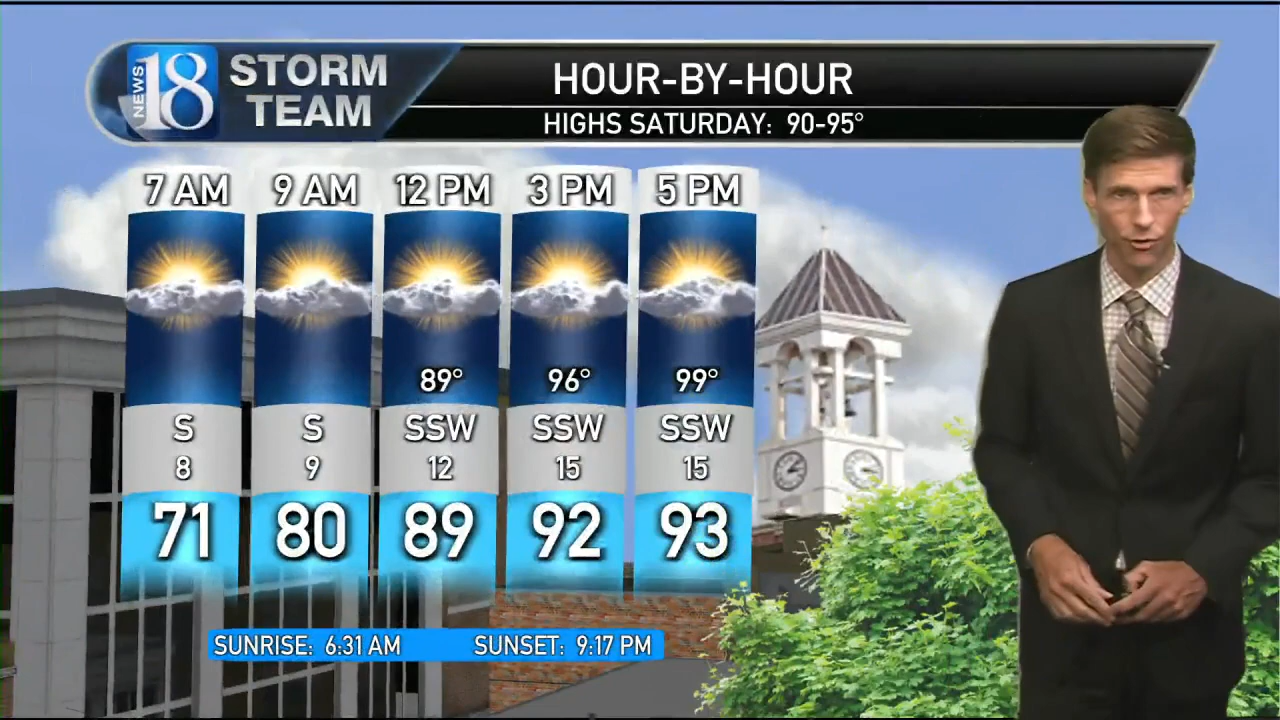 NEWS 18
STORM TEAM
HOUR-BY-HOUR
HIGHS SATURDAY: 90-95°
7 AM 9 AM 12 PM 3 PM 5 PM
89° 96° 99°
S S SSW SSW SSW
8 9 12 15 15
71 80 89 92 93
SUNRISE: 6:31 AM SUNSET: 9:17 PM